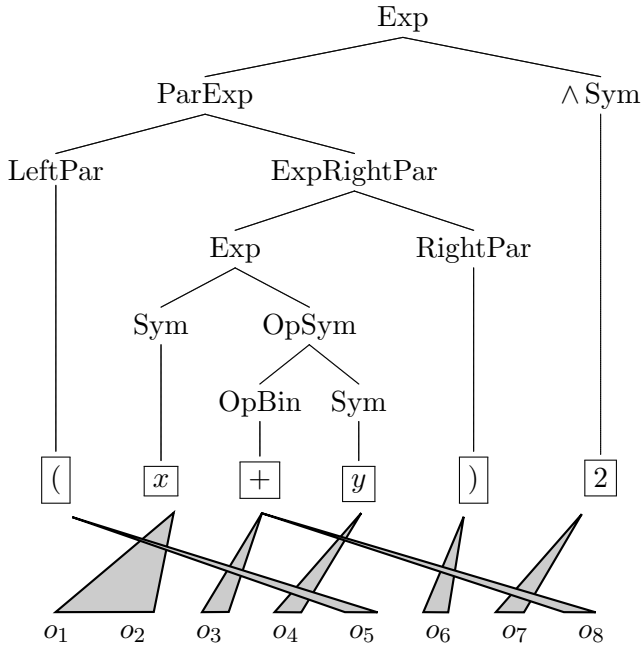 Exp
ParExp ∧ Sym
LeftPar ExpRightPar
Exp RightPar
Sym OpSym
OpBin Sym
( x + y ) 2
o1 o2 o3 o4 o5 o6 o7 o8